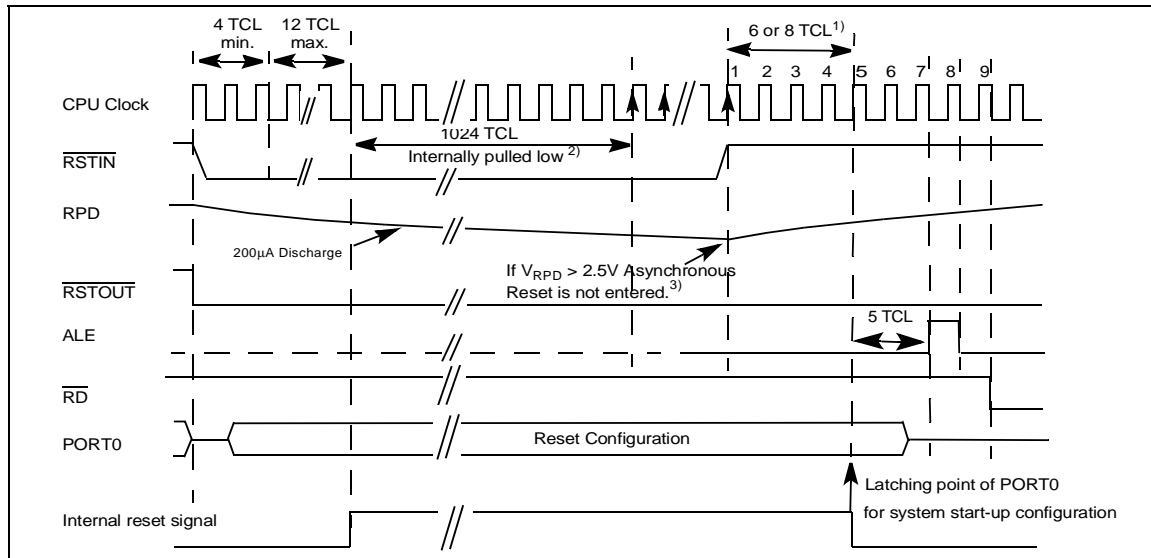 4 TCL
min.
12 TCL
max.
6 or 8 TCL1)
1 2 3 4 5 6 7 8 9
CPU Clock
1024 TCL
Internally pulled low 2)
RSTIN
RPD
200µA Discharge
If VRPD > 2.5V Asynchronous
Reset is not entered.3)
RSTOUT
5 TCL
ALE
RD
PORT0
Reset Configuration
Latching point of PORT0
for system start-up configuration
Internal reset signal